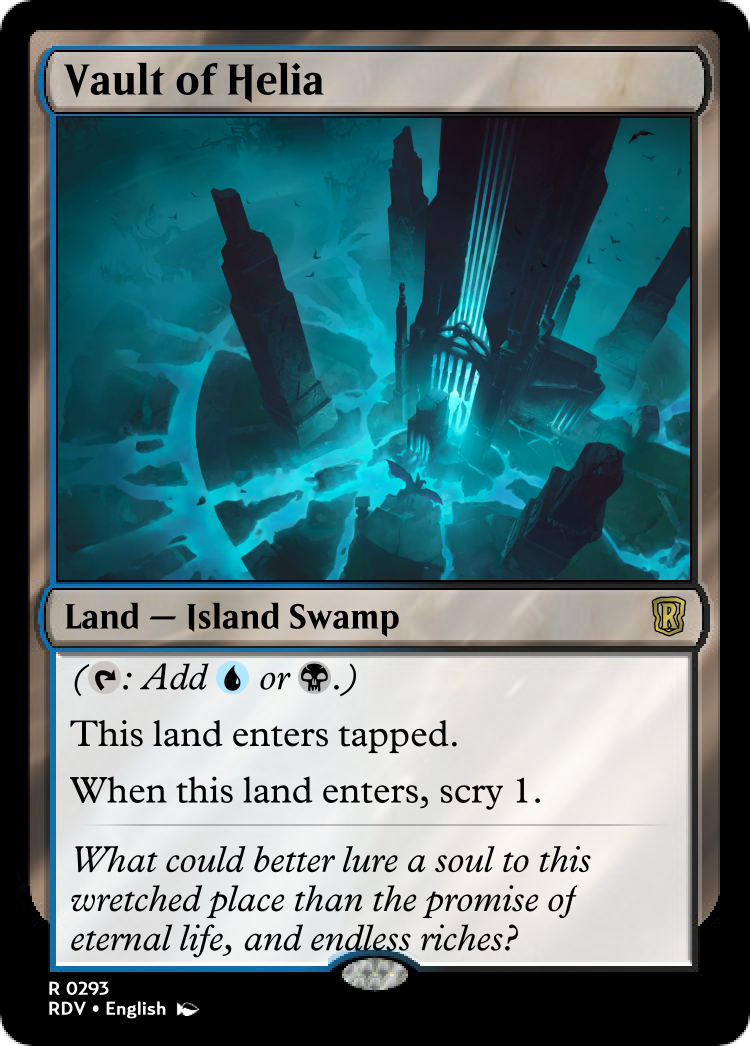 Vault of Helia
Land — Island Swamp
R
(: Add or .)
This land enters tapped.
When this land enters, scry 1.
What could better lure a soul to this
wretched place than the promise of
eternal life, and endless riches?
R 0293
RDV • English